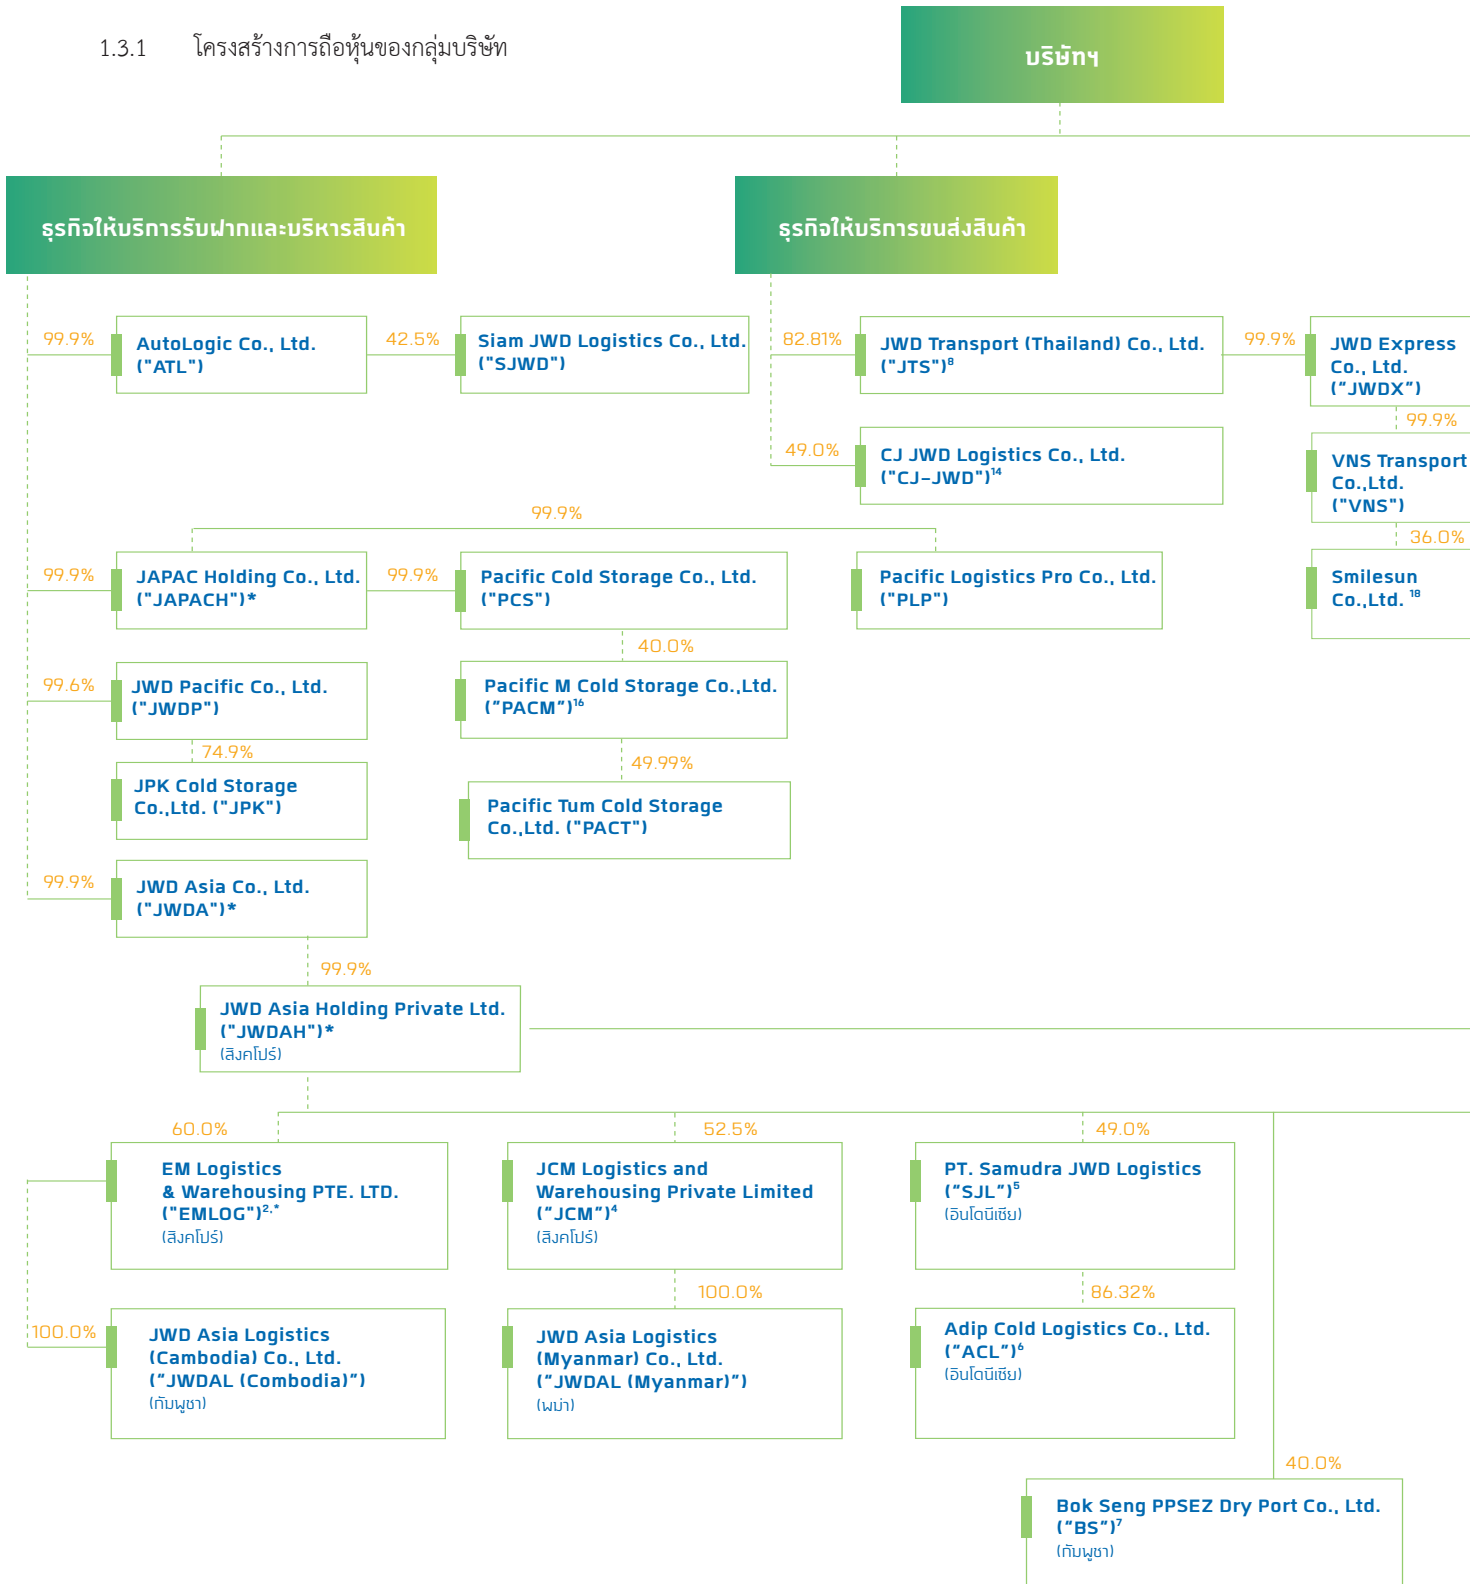 1.3.1 โครงสร้างการถือหุ้นของกลุ่มบริษัท
บริษัทฯ
ธุรกิจให้บริการรับฝากและบริหารสินค้า
ธุรกิจให้บริการขนส่งสินค้า
99.9%
AutoLogic Co., Ltd.
("ATL")
42.5%
Siam JWD Logistics Co., Ltd.
("SJWD")
82.81%
JWD Transport (Thailand) Co., Ltd.
("JTS")⁸
99.9%
JWD Express
Co., Ltd.
("JWDX")
49.0%
CJ JWD Logistics Co., Ltd.
("CJ-JWD")¹⁴
99.9%
VNS Transport
Co.,Ltd.
("VNS")
36.0%
Smilesun
Co.,Ltd. ¹⁸
99.9%
99.9%
JAPAC Holding Co., Ltd.
("JAPACH")*
99.9%
Pacific Cold Storage Co., Ltd.
("PCS")
Pacific Logistics Pro Co., Ltd.
("PLP")
40.0%
99.6%
JWD Pacific Co., Ltd.
("JWDP")
Pacific M Cold Storage Co.,Ltd.
("PACM")¹⁶
74.9%
49.99%
JPK Cold Storage
Co.,Ltd. ("JPK")
Pacific Tum Cold Storage
Co.,Ltd. ("PACT")
99.9%
JWD Asia Co., Ltd.
("JWDA")*
99.9%
JWD Asia Holding Private Ltd.
("JWDAH")*
(สิงคโปร์)
60.0%
EM Logistics
& Warehousing PTE. LTD.
("EMLOG")²,*
(สิงคโปร์)
52.5%
JCM Logistics and
Warehousing Private Limited
("JCM")⁴
(สิงคโปร์)
49.0%
PT. Samudra JWD Logistics
("SJL")⁵
(อินโดนีเซีย)
100.0%
JWD Asia Logistics
(Cambodia) Co., Ltd.
("JWDAL (Combodia)")
(กัมพูชา)
100.0%
JWD Asia Logistics
(Myanmar) Co., Ltd.
("JWDAL (Myanmar)")
(พม่า)
86.32%
Adip Cold Logistics Co., Ltd.
("ACL")⁶
(อินโดนีเซีย)
40.0%
Bok Seng PPSEZ Dry Port Co., Ltd.
("BS")⁷
(กัมพูชา)